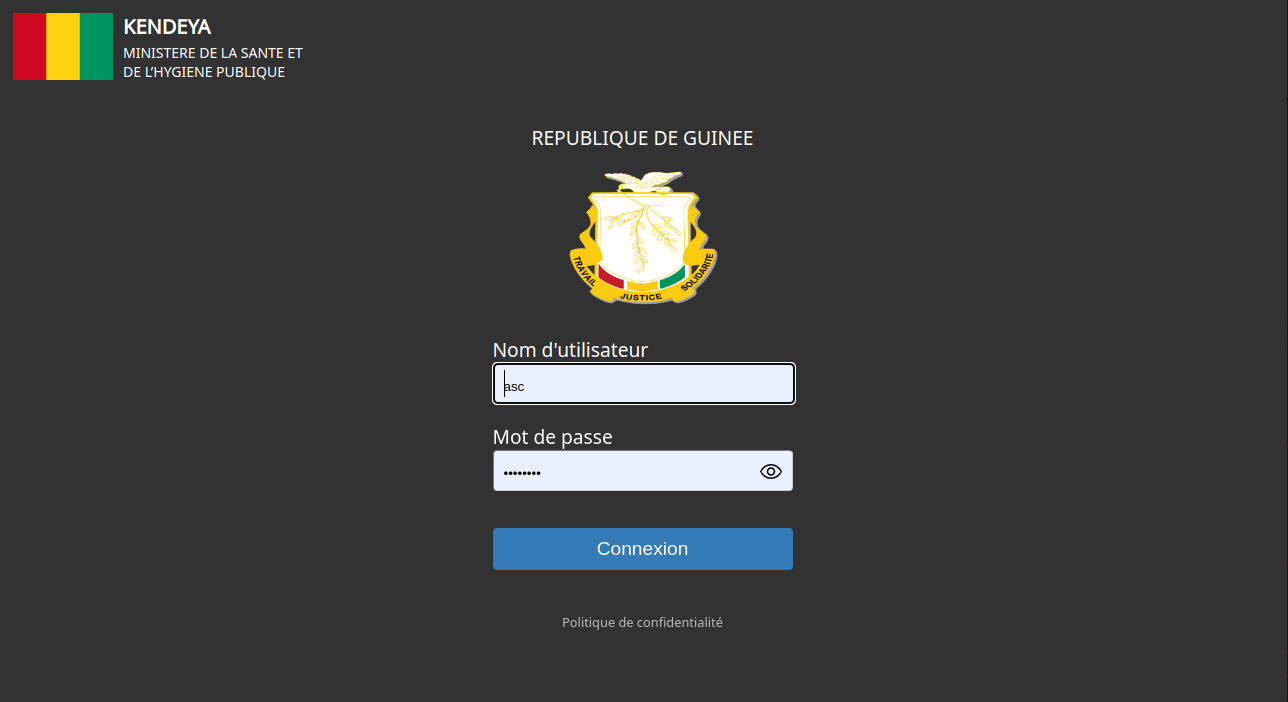 KENDEYA
MINISTERE DE LA SANTE ET
DE L’HYGIENE PUBLIQUE
REPUBLIQUE DE GUINEE
TRAVAIL
JUSTICE
SOLIDARITE
Nom d'utilisateur
asc
Mot de passe
••••••••
Connexion
Politique de confidentialité